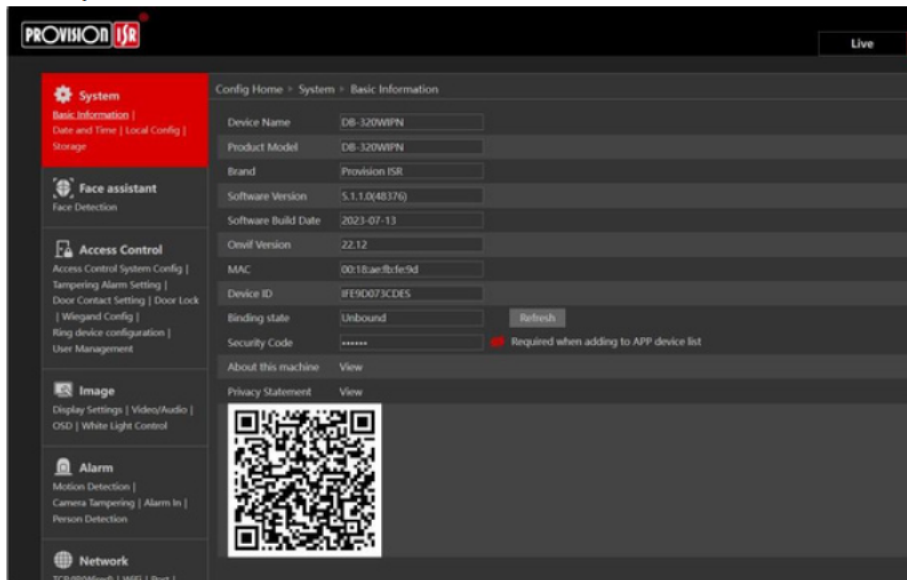 PROVISION ISR
Live
System
Basic Information |
Date and Time | Local Config |
Storage
Face assistant
Face Detection
Access Control
Access Control System Config |
Tampering Alarm Setting |
Door Contact Setting | Door Lock
| Wiegand Config |
Ring device configuration |
User Management
Image
Display Settings | Video/Audio |
OSD | White Light Control
Alarm
Motion Detection |
Camera Tampering | Alarm In |
Person Detection
Network
Config Home » System » Basic Information
Device Name DB-320WIPN
Product Model DB-320WIPN
Brand Provision ISR
Software Version 5.1.1.0(48376)
Software Build Date 2023-07-13
Onvif Version 22.12
MAC 00:18:ae:fb:fe:9d
Device ID IFE9D073CDES
Binding state Unbound Refresh
Security Code •••••• Required when adding to APP device list
About this machine View
Privacy Statement View